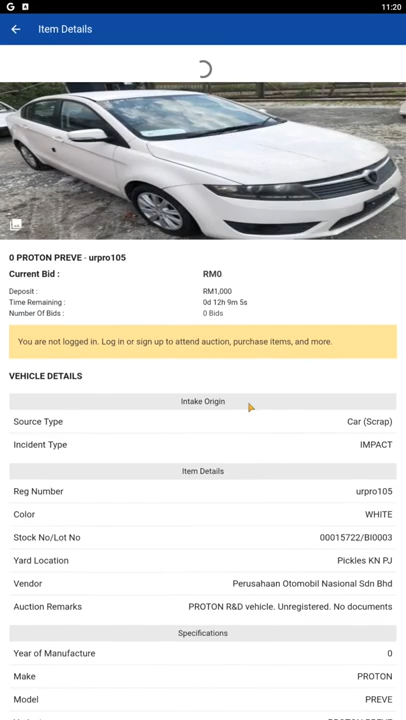 G A 11:20
Item Details
0 PROTON PREVE - urpro105
Current Bid : RM0
Deposit : RM1,000
Time Remaining : 0d 12h 9m 5s
Number Of Bids : 0 Bids
You are not logged in. Log in or sign up to attend auction, purchase items, and more.
VEHICLE DETAILS
Intake Origin
Source Type Car (Scrap)
Incident Type IMPACT
Item Details
Reg Number urpro105
Color WHITE
Stock No/Lot No 00015722/BI0003
Yard Location Pickles KN PJ
Vendor Perusahaan Otomobil Nasional Sdn Bhd
Auction Remarks PROTON R&D vehicle. Unregistered. No documents
Specifications
Year of Manufacture 0
Make PROTON
Model PREVE